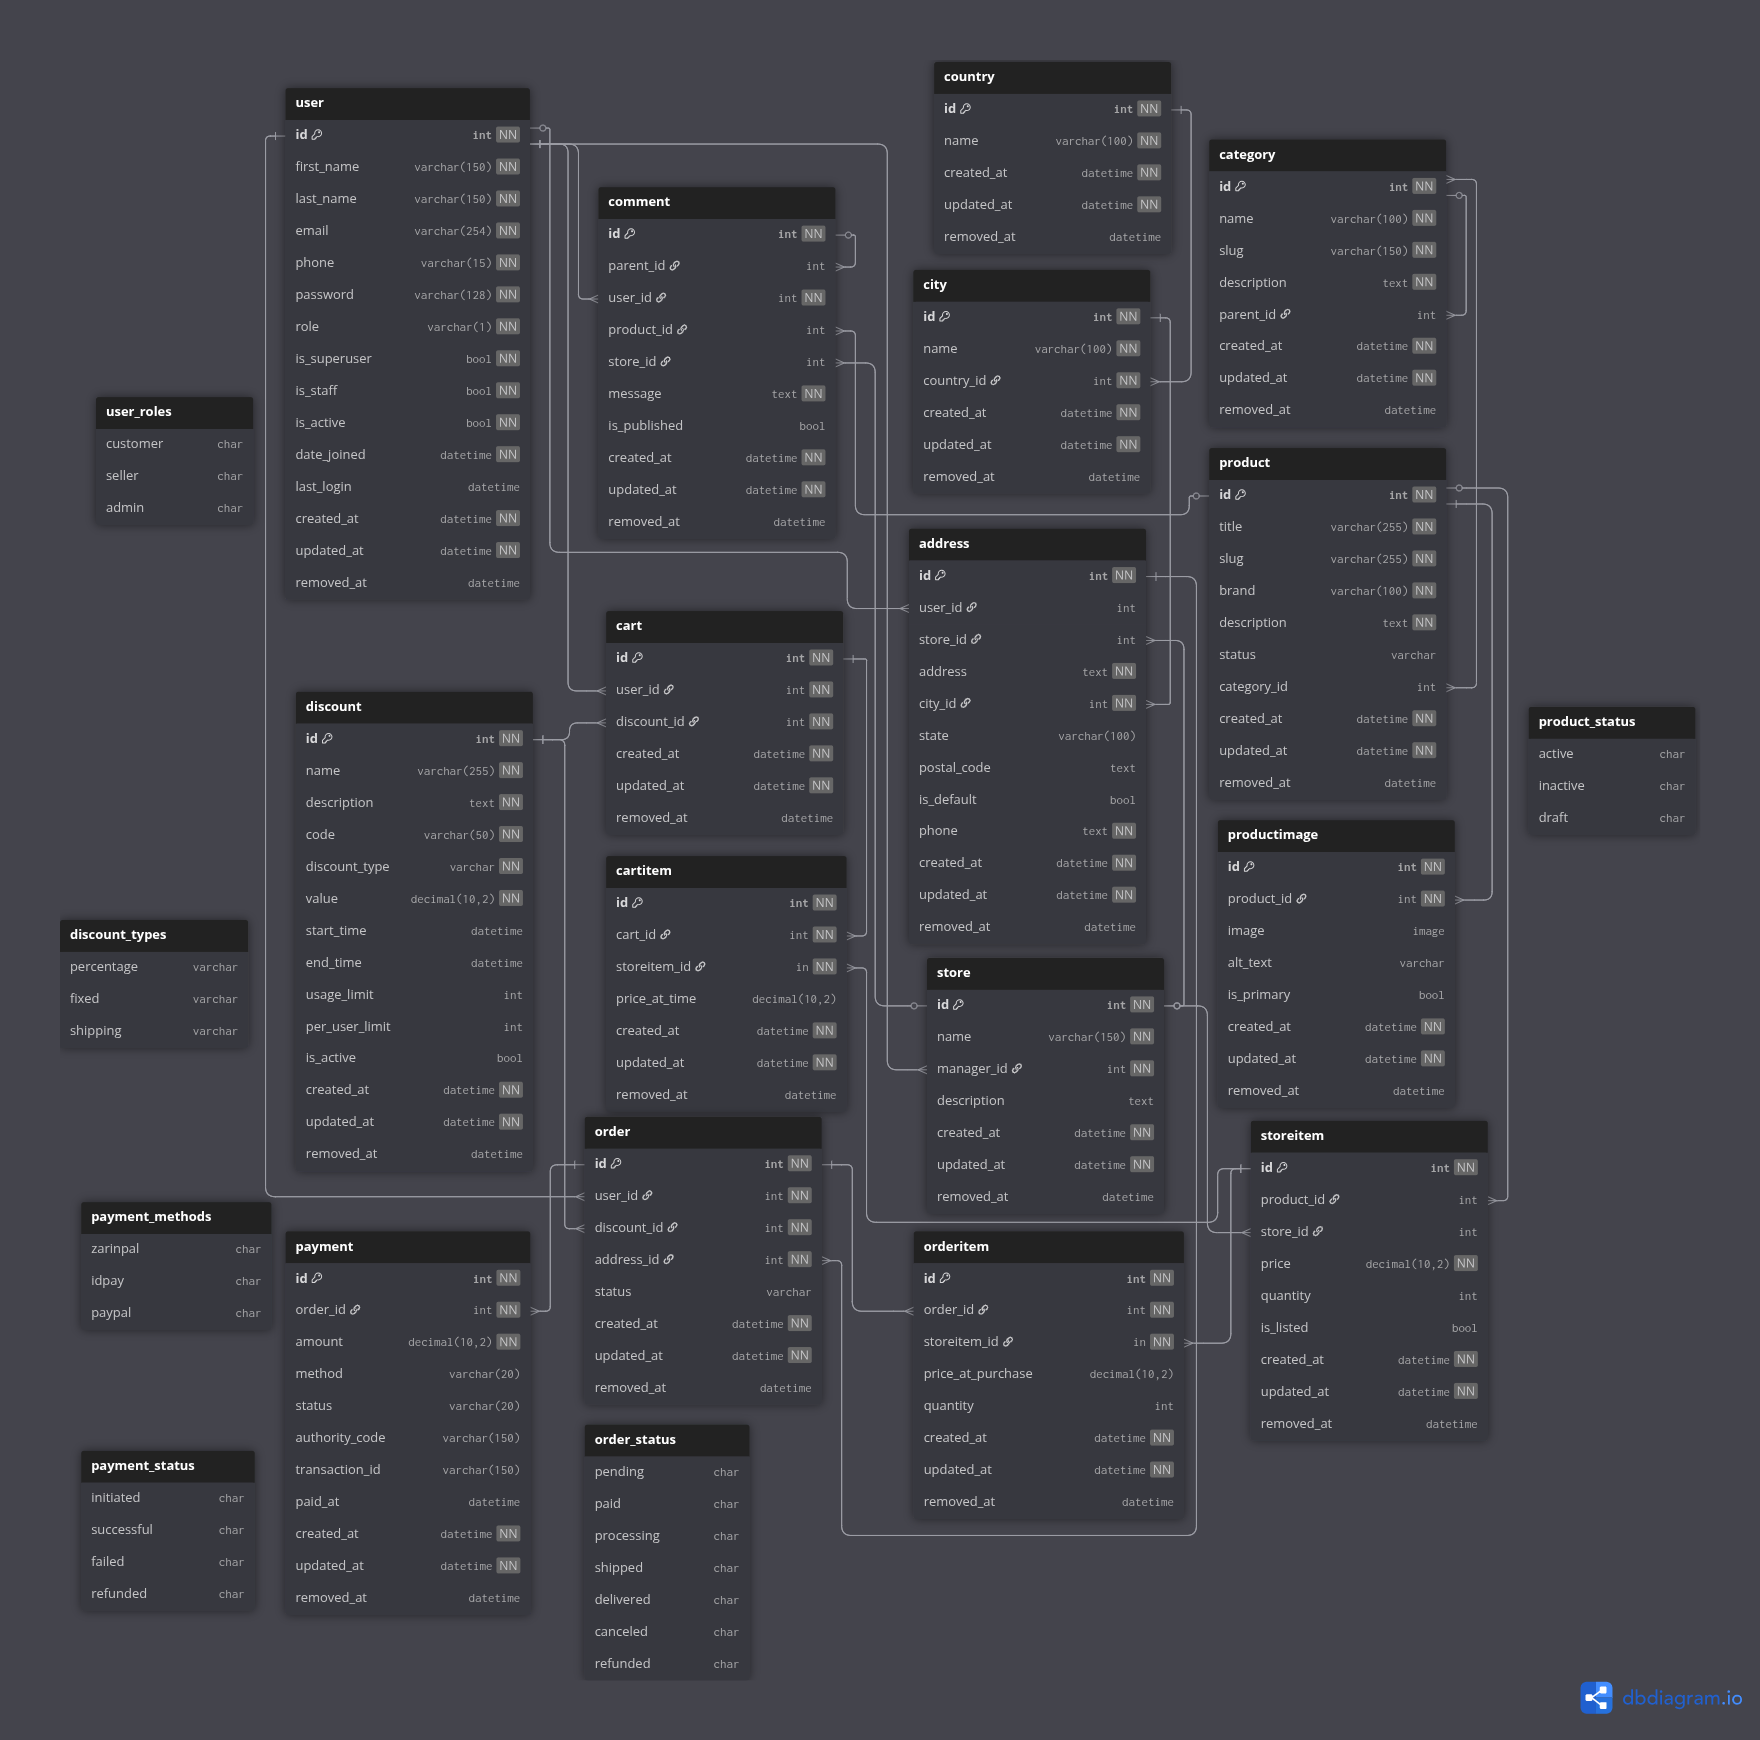 user
id int NN
first_name varchar(150) NN
last_name varchar(150) NN
email varchar(254) NN
phone varchar(15) NN
password varchar(128) NN
role varchar(1) NN
is_superuser bool NN
is_staff bool NN
is_active bool NN
date_joined datetime NN
last_login datetime
created_at datetime NN
updated_at datetime NN
removed_at datetime
comment
id int NN
parent_id int
user_id int NN
product_id int
store_id int
message text NN
is_published bool
created_at datetime NN
updated_at datetime NN
removed_at datetime
country
id int NN
name varchar(100) NN
created_at datetime NN
updated_at datetime NN
removed_at datetime
city
id int NN
name varchar(100) NN
country_id int NN
created_at datetime NN
updated_at datetime NN
removed_at datetime
category
id int NN
name varchar(100) NN
slug varchar(150) NN
description text NN
parent_id int
created_at datetime NN
updated_at datetime NN
removed_at datetime
user_roles
customer char
seller char
admin char
product
id int NN
title varchar(255) NN
slug varchar(255) NN
brand varchar(100) NN
description text NN
status varchar
category_id int
created_at datetime NN
updated_at datetime NN
removed_at datetime
address
id int NN
user_id int
store_id int
address text NN
city_id int NN
state varchar(100)
postal_code text
is_default bool
phone text NN
created_at datetime NN
updated_at datetime NN
removed_at datetime
cart
id int NN
user_id int NN
discount_id int NN
created_at datetime NN
updated_at datetime NN
removed_at datetime
discount
id int NN
name varchar(255) NN
description text NN
code varchar(50) NN
discount_type varchar NN
value decimal(10,2) NN
start_time datetime
end_time datetime
usage_limit int
per_user_limit int
is_active bool
created_at datetime NN
updated_at datetime NN
removed_at datetime
product_status
active char
inactive char
draft char
productimage
id int NN
product_id int NN
image image
alt_text varchar
is_primary bool
created_at datetime NN
updated_at datetime NN
removed_at datetime
cartitem
id int NN
cart_id int NN
storeitem_id in NN
price_at_time decimal(10,2)
created_at datetime NN
updated_at datetime NN
removed_at datetime
discount_types
percentage varchar
fixed varchar
shipping varchar
store
id int NN
name varchar(150) NN
manager_id int NN
description text
created_at datetime NN
updated_at datetime NN
removed_at datetime
order
id int NN
user_id int NN
discount_id int NN
address_id int NN
status varchar
created_at datetime NN
updated_at datetime NN
removed_at datetime
storeitem
id int NN
product_id int
store_id int
price decimal(10,2) NN
quantity int
is_listed bool
created_at datetime NN
updated_at datetime NN
removed_at datetime
payment_methods
zarinpal char
idpay char
paypal char
payment
id int NN
order_id int NN
amount decimal(10,2) NN
method varchar(20)
status varchar(20)
authority_code varchar(150)
transaction_id varchar(150)
paid_at datetime
created_at datetime NN
updated_at datetime NN
removed_at datetime
orderitem
id int NN
order_id int NN
storeitem_id in NN
price_at_purchase decimal(10,2)
quantity int
created_at datetime NN
updated_at datetime NN
removed_at datetime
order_status
pending char
paid char
processing char
shipped char
delivered char
canceled char
refunded char
payment_status
initiated char
successful char
failed char
refunded char
dbdiagram.io